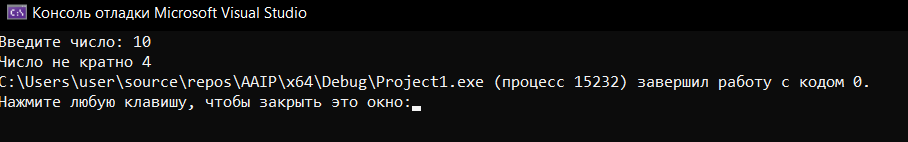 Консоль отладки Microsoft Visual Studio
Введите число: 10
Число не кратно 4
C:\Users\user\source\repos\AAIP\x64\Debug\Project1.exe (процесс 15232) завершил работу с кодом 0.
Нажмите любую клавишу, чтобы закрыть это окно: